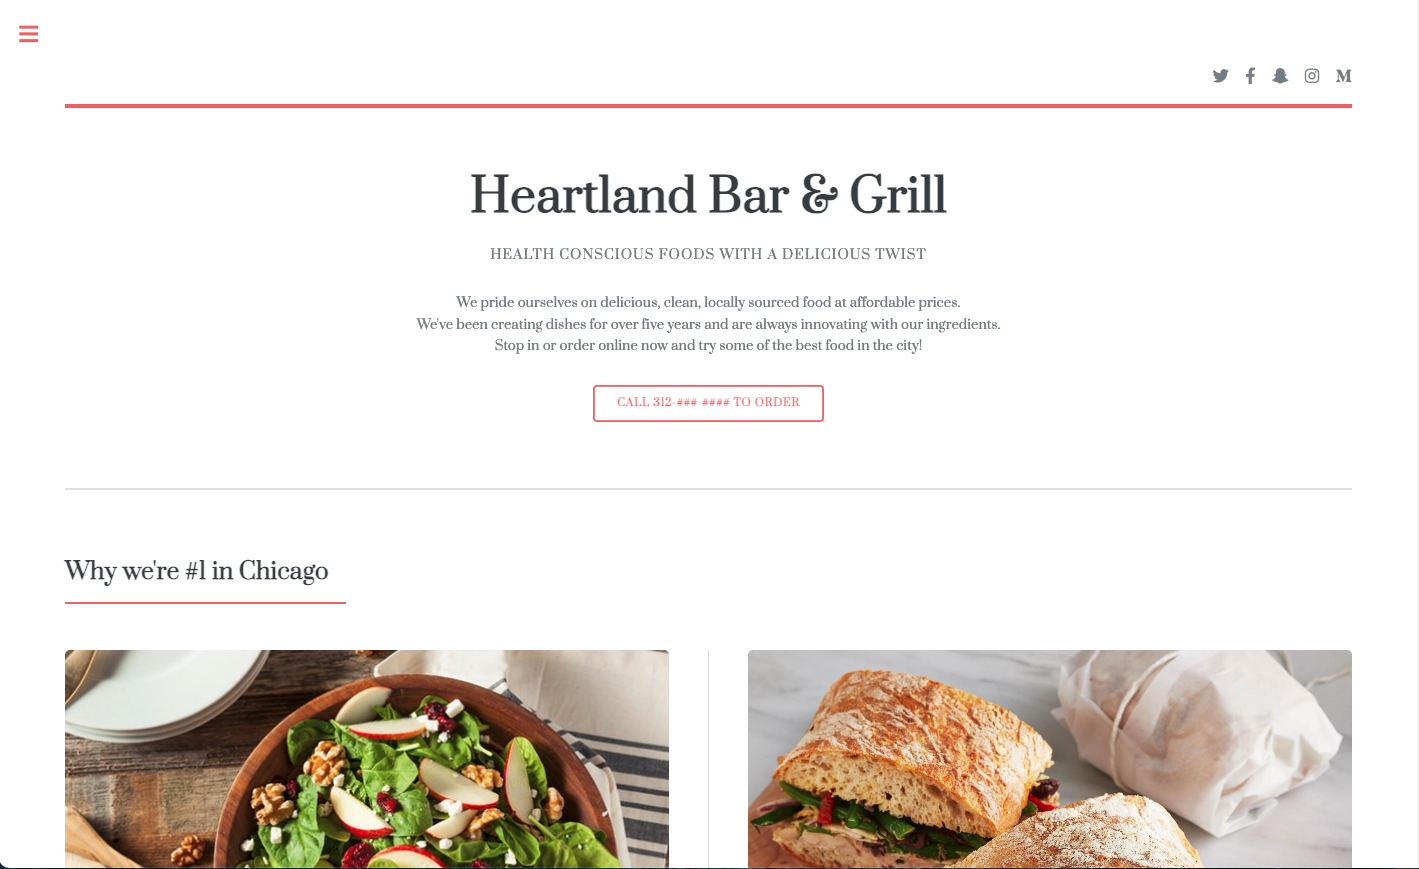 Heartland Bar & Grill
HEALTH CONSCIOUS FOODS WITH A DELICIOUS TWIST
We pride ourselves on delicious, clean, locally sourced food at affordable prices.
We've been creating dishes for over five years and are always innovating with our ingredients.
Stop in or order online now and try some of the best food in the city!
CALL 312-###-#### TO ORDER
Why we're #1 in Chicago